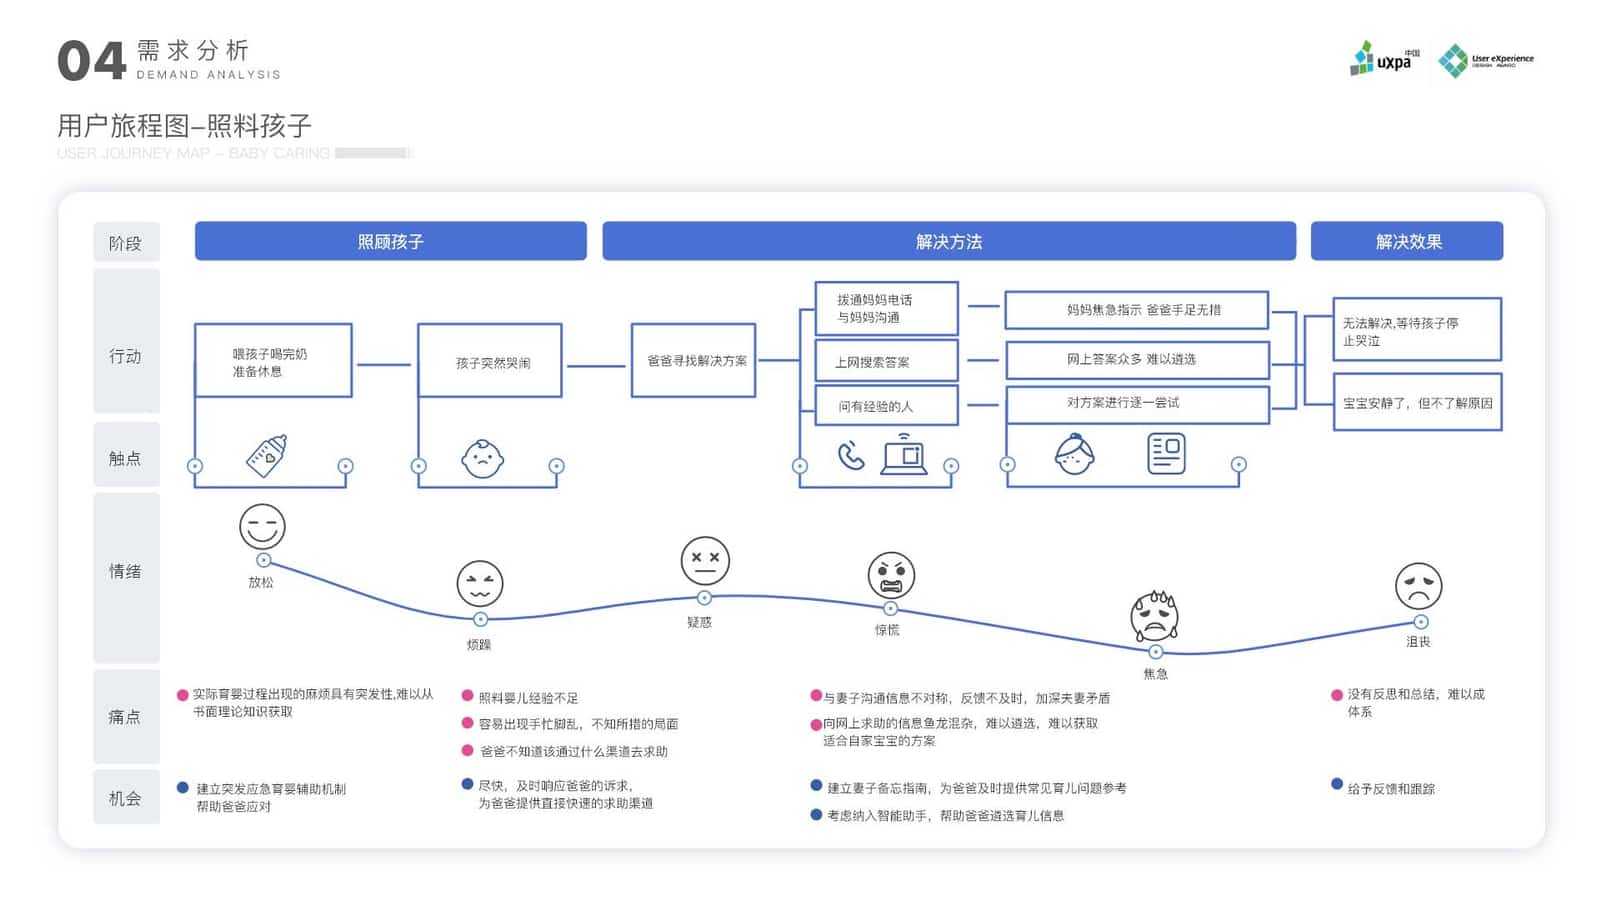 04 需求分析
DEMAND ANALYSIS
中国
uxpa
User eXperience
DESIGN AWARD
用户旅程图–照料孩子
USER JOURNEY MAP – BABY CARING
阶段
照顾孩子
解决方法
解决效果
行动
喂孩子喝完奶
准备休息
孩子突然哭闹
爸爸寻找解决方案
拨通妈妈电话
与妈妈沟通
上网搜索答案
问有经验的人
妈妈焦急指示 爸爸手足无措
网上答案众多 难以遴选
对方案进行逐一尝试
无法解决,等待孩子停
止哭泣
宝宝安静了，但不了解原因
触点
情绪
放松
烦躁
疑惑
惊慌
焦急
沮丧
痛点
实际育婴过程出现的麻烦具有突发性,难以从
书面理论知识获取
照料婴儿经验不足
容易出现手忙脚乱，不知所措的局面
爸爸不知道该通过什么渠道去求助
与妻子沟通信息不对称，反馈不及时，加深夫妻矛盾
向网上求助的信息鱼龙混杂，难以遴选，难以获取
适合自家宝宝的方案
没有反思和总结，难以成
体系
机会
建立突发应急育婴辅助机制
帮助爸爸应对
尽快，及时响应爸爸的诉求，
为爸爸提供直接快速的求助渠道
建立妻子备忘指南，为爸爸及时提供常见育儿问题参考
考虑纳入智能助手，帮助爸爸遴选育儿信息
给予反馈和跟踪